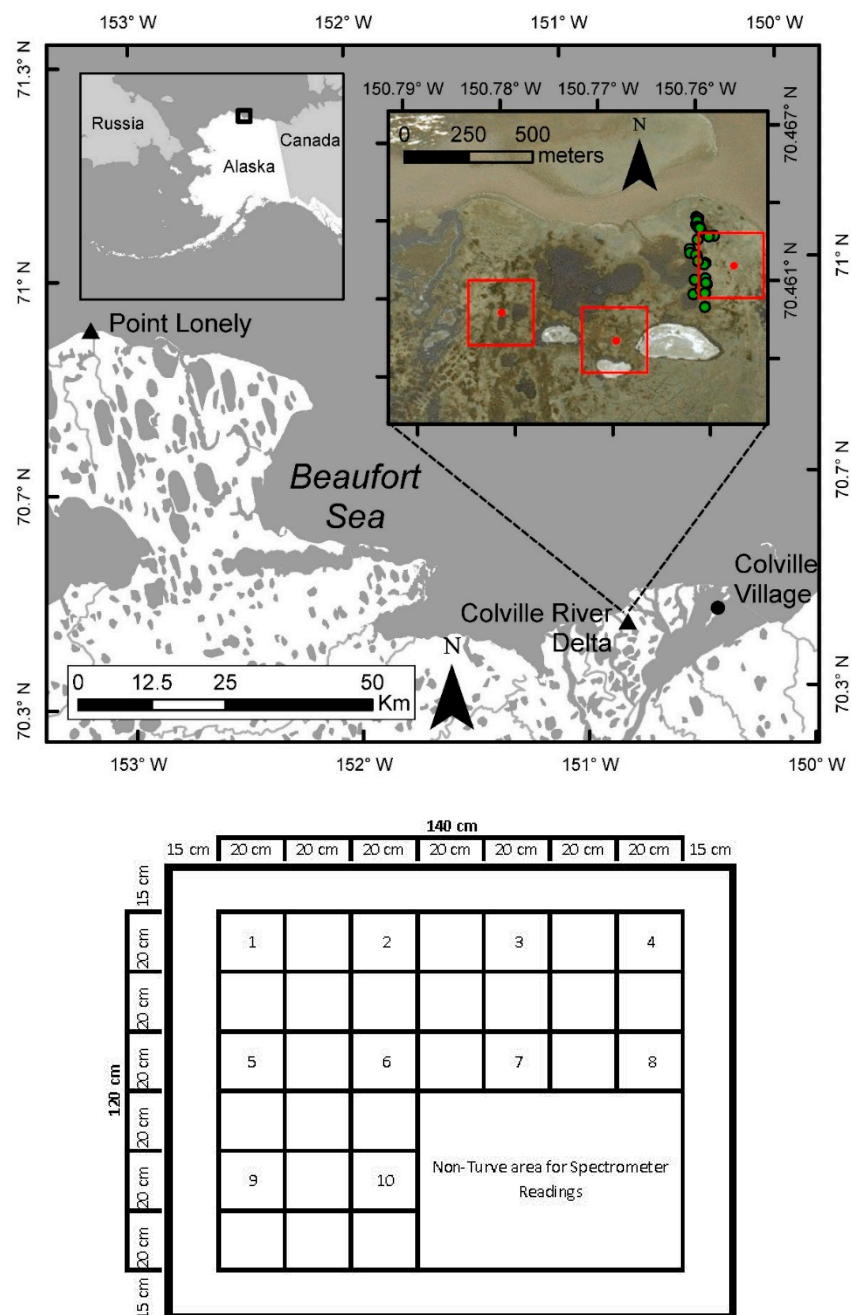 153° W 152° W 151° W 150° W
71.3° N
71° N
70.7° N
70.3° N
Russia
Canada
Alaska
150.79° W 150.78° W 150.77° W 150.76° W
0 250 500
meters
N
70.467° N
70.461° N
71° N
70.7° N
70.3° N
Point Lonely
Beaufort
Sea
Colville
Village
Colville River
Delta
N
0 12.5 25 50
Km
153° W 152° W 151° W 150° W
140 cm
15 cm 20 cm 20 cm 20 cm 20 cm 20 cm 20 cm 20 cm 15 cm
15 cm
20 cm
20 cm
20 cm
20 cm
20 cm
20 cm
15 cm
120 cm
1 2 3 4
5 6 7 8
9 10
Non-Turve area for Spectrometer
Readings